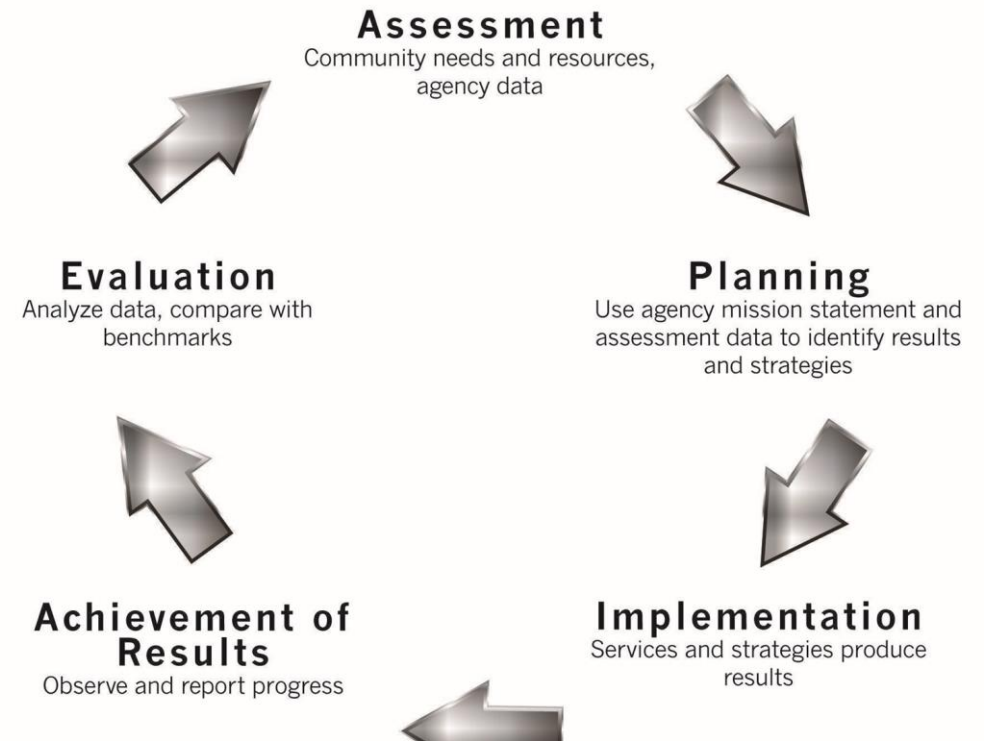 Assessment
Community needs and resources,
agency data
Evaluation
Analyze data, compare with
benchmarks
Planning
Use agency mission statement and
assessment data to identify results
and strategies
Achievement of
Results
Observe and report progress
Implementation
Services and strategies produce
results